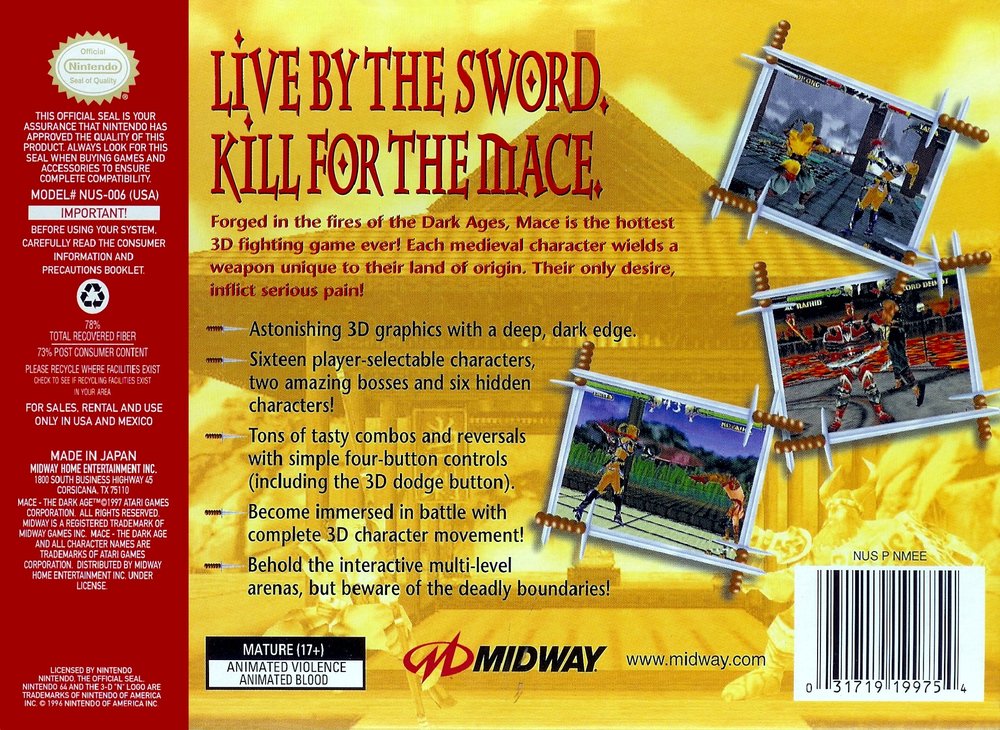 Official
Nintendo
Seal of Quality
®
THIS OFFICIAL SEAL IS YOUR
ASSURANCE THAT NINTENDO HAS
APPROVED THE QUALITY OF THIS
PRODUCT. ALWAYS LOOK FOR THIS
SEAL WHEN BUYING GAMES AND
ACCESSORIES TO ENSURE
COMPLETE COMPATIBILITY.
MODEL# NUS-006 (USA)
IMPORTANT!
BEFORE USING YOUR SYSTEM,
CAREFULLY READ THE CONSUMER
INFORMATION AND
PRECAUTIONS BOOKLET.
78%
TOTAL RECOVERED FIBER
73% POST CONSUMER CONTENT
PLEASE RECYCLE WHERE FACILITIES EXIST
CHECK TO SEE IF RECYCLING FACILITIES EXIST
IN YOUR AREA
FOR SALES, RENTAL AND USE
ONLY IN USA AND MEXICO
MADE IN JAPAN
MIDWAY HOME ENTERTAINMENT INC.
1800 SOUTH BUSINESS HIGHWAY 45
CORSICANA, TX 75110
MACE - THE DARK AGE™©1997 ATARI GAMES
CORPORATION. ALL RIGHTS RESERVED.
MIDWAY IS A REGISTERED TRADEMARK OF
MIDWAY GAMES INC. MACE - THE DARK AGE
AND ALL CHARACTER NAMES ARE
TRADEMARKS OF ATARI GAMES
CORPORATION. DISTRIBUTED BY MIDWAY
HOME ENTERTAINMENT INC. UNDER
LICENSE.
LICENSED BY NINTENDO
NINTENDO, THE OFFICIAL SEAL,
NINTENDO 64 AND THE 3-D "N" LOGO ARE
TRADEMARKS OF NINTENDO OF AMERICA
INC. © 1996 NINTENDO OF AMERICA INC
LIVE BY THE SWORD.
KILL FOR THE MACE.
Forged in the fires of the Dark Ages, Mace is the hottest
3D fighting game ever! Each medieval character wields a
weapon unique to their land of origin. Their only desire,
inflict serious pain!
Astonishing 3D graphics with a deep, dark edge.
Sixteen player-selectable characters,
two amazing bosses and six hidden
characters!
Tons of tasty combos and reversals
with simple four-button controls
(including the 3D dodge button).
Become immersed in battle with
complete 3D character movement!
Behold the interactive multi-level
arenas, but beware of the deadly boundaries!
AL RASHID
LORD DEIMOS
MATURE (17+)
ANIMATED VIOLENCE
ANIMATED BLOOD
MIDWAY
www.midway.com
NUS P NMEE
0 31719 19975 4